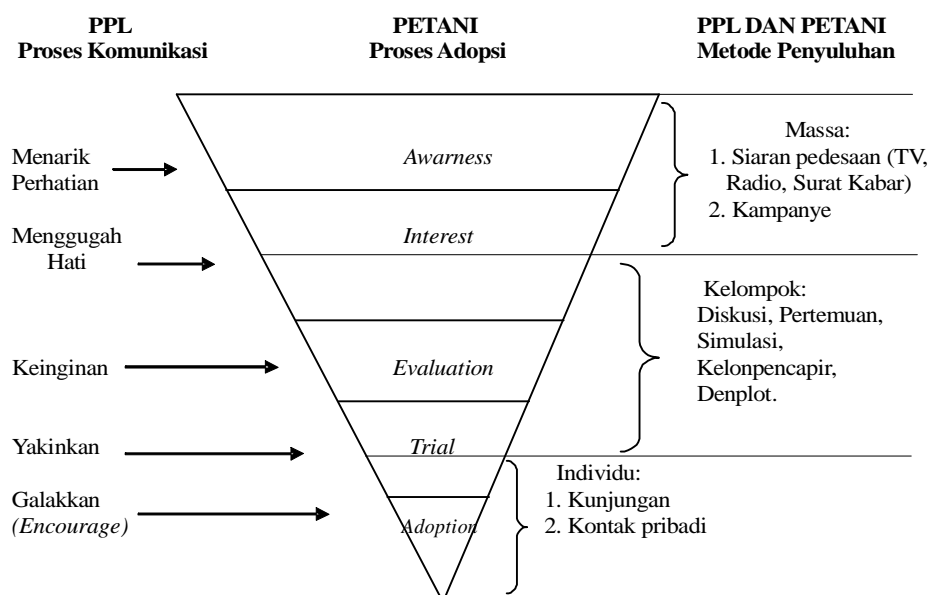 PPL
Proses Komunikasi
PETANI
Proses Adopsi
PPL DAN PETANI
Metode Penyuluhan
Menarik
Perhatian
Menggugah
Hati
Keinginan
Yakinkan
Galakkan
(Encourage)
Awarness
Interest
Evaluation
Trial
Adoption
Massa:
1. Siaran pedesaan (TV,
Radio, Surat Kabar)
2. Kampanye
Kelompok:
Diskusi, Pertemuan,
Simulasi,
Kelonpencapir,
Denplot.
Individu:
1. Kunjungan
2. Kontak pribadi